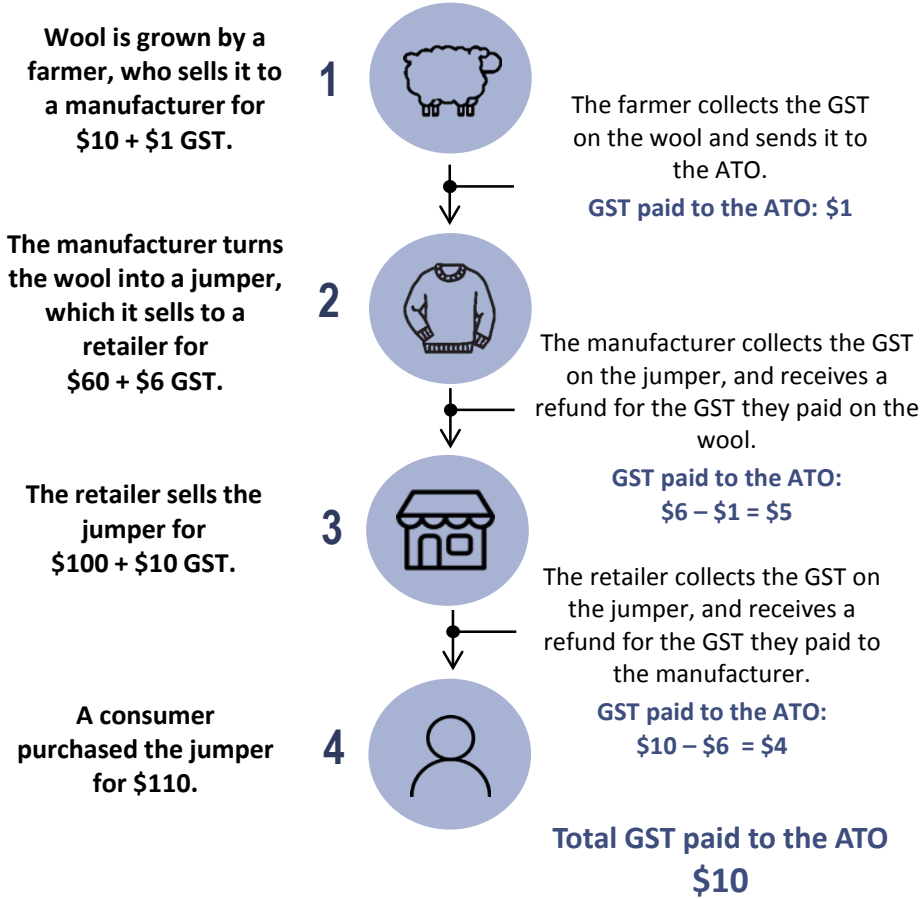 Wool is grown by a
farmer, who sells it to
a manufacturer for
$10 + $1 GST.
1
The farmer collects the GST
on the wool and sends it to
the ATO.
GST paid to the ATO: $1
The manufacturer turns
the wool into a jumper,
which it sells to a
retailer for
$60 + $6 GST.
2
The manufacturer collects the GST
on the jumper, and receives a
refund for the GST they paid on the
wool.
GST paid to the ATO:
$6 – $1 = $5
The retailer sells the
jumper for
$100 + $10 GST.
3
The retailer collects the GST on
the jumper, and receives a
refund for the GST they paid to
the manufacturer.
GST paid to the ATO:
$10 – $6 = $4
A consumer
purchased the jumper
for $110.
4
Total GST paid to the ATO
$10